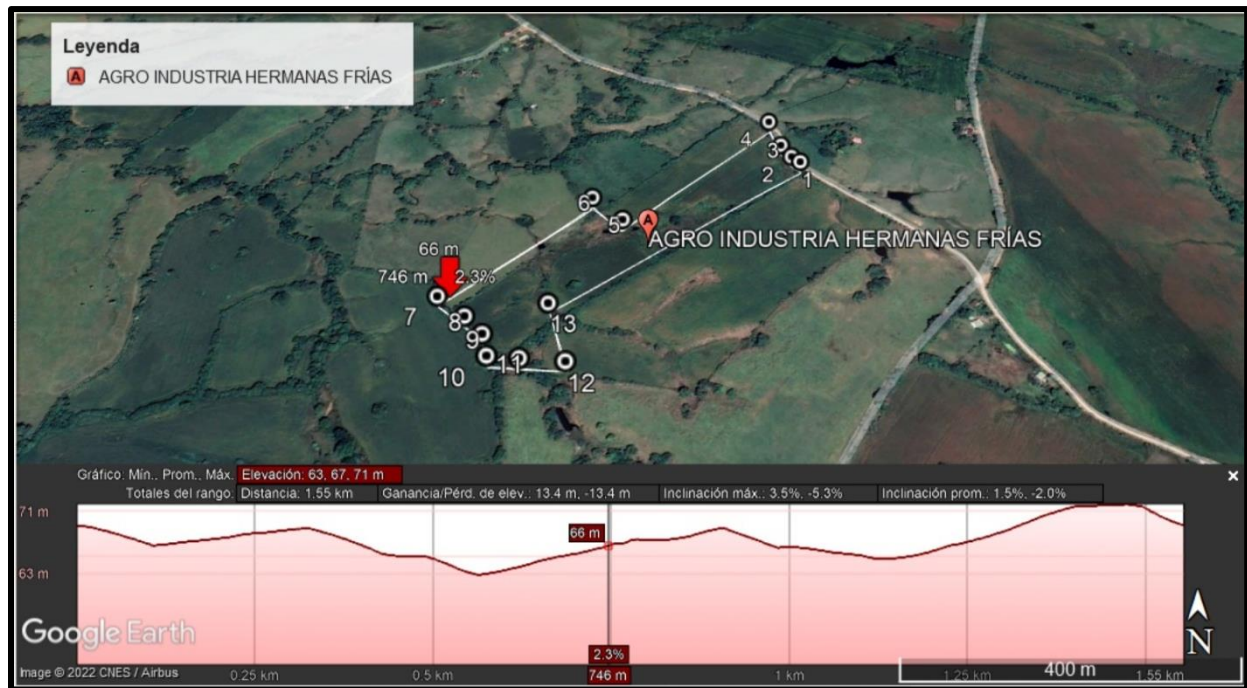 Leyenda
A AGRO INDUSTRIA HERMANAS FRÍAS
4
3
2
1
6
5
A
AGRO INDUSTRIA HERMANAS FRÍAS
66 m
746 m 2.3%
7
8
13
9
10
11
12
Gráfico: Mín., Prom., Máx. Elevación: 63, 67, 71 m
Totales del rango: Distancia: 1.55 km Ganancia/Pérd. de elev.: 13.4 m, -13.4 m Inclinación máx.: 3.5%, -5.3% Inclinación prom.: 1.5%, -2.0%
71 m
66 m
63 m
Google Earth
N
2.3%
Image © 2022 CNES / Airbus
0.25 km 0.5 km 746 m 1 km 1.25 km 400 m 1.55 km